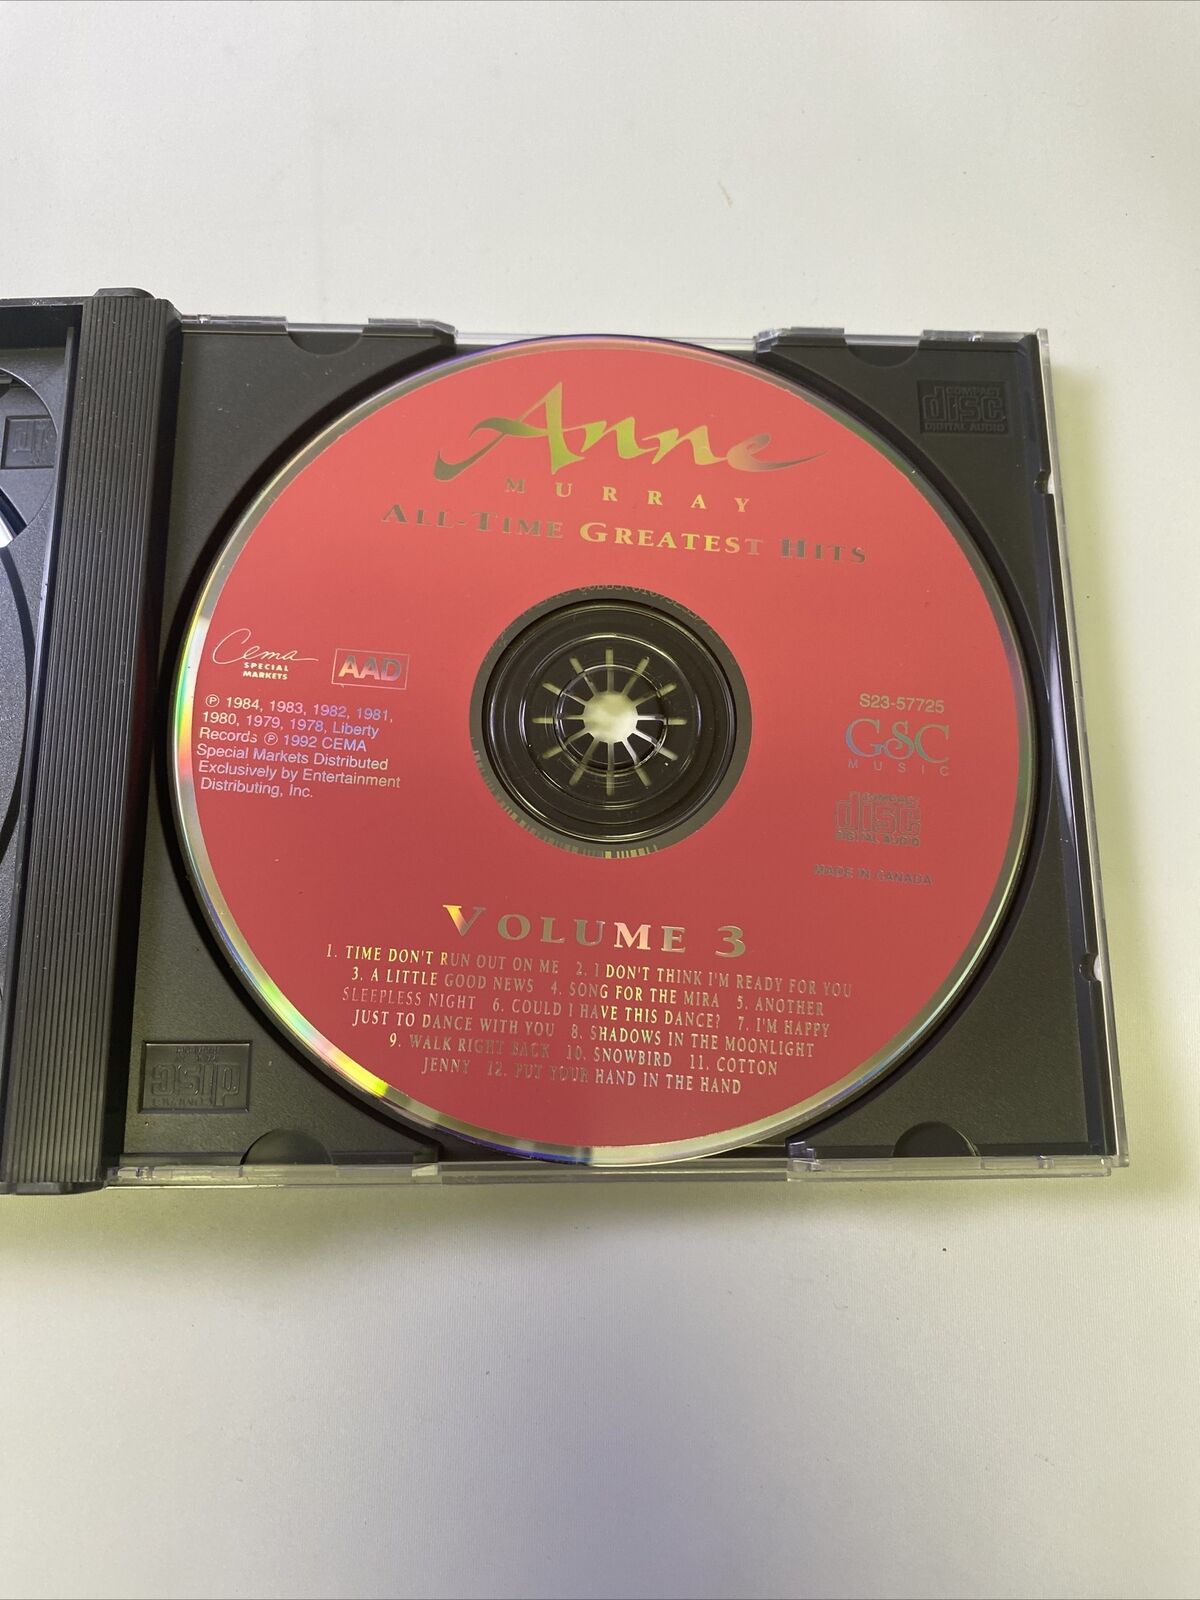 COMPACT
disc
DIGITAL AUDIO
Anne
MURRAY
ALL-TIME GREATEST HITS
Cema
SPECIAL
MARKETS
AAD
℗ 1984, 1983, 1982, 1981,
1980, 1979, 1978, Liberty
Records ℗ 1992 CEMA
Special Markets Distributed
Exclusively by Entertainment
Distributing, Inc.
S23-57725
GSC
MUSIC
COMPACT
disc
DIGITAL AUDIO
MADE IN CANADA
VOLUME 3
1. TIME DON'T RUN OUT ON ME 2. I DON'T THINK I'M READY FOR YOU
3. A LITTLE GOOD NEWS 4. SONG FOR THE MIRA 5. ANOTHER
SLEEPLESS NIGHT 6. COULD I HAVE THIS DANCE? 7. I'M HAPPY
JUST TO DANCE WITH YOU 8. SHADOWS IN THE MOONLIGHT
9. WALK RIGHT BACK 10. SNOWBIRD 11. COTTON
JENNY 12. PUT YOUR HAND IN THE HAND
disc